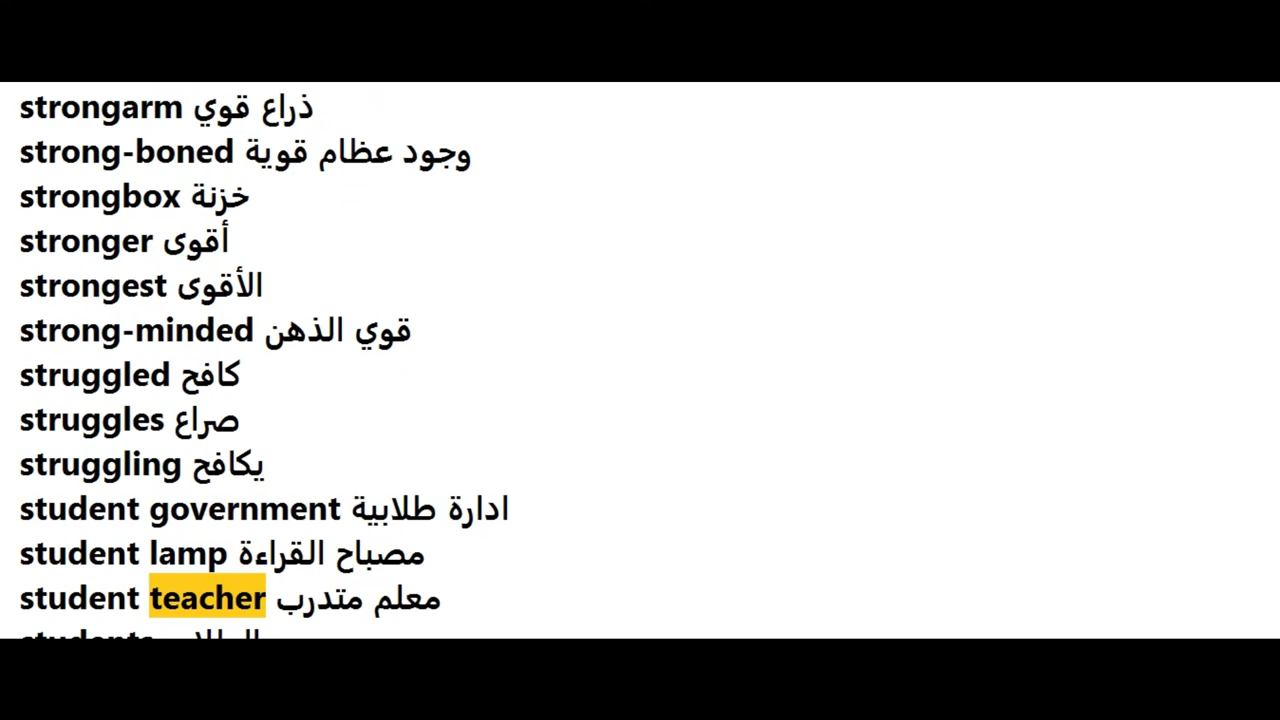 strongarm ذراع قوي
strong-boned وجود عظام قوية
strongbox خزنة
stronger أقوى
strongest الأقوى
strong-minded قوي الذهن
struggled كافح
struggles صراع
struggling يكافح
student government ادارة طلابية
student lamp مصباح القراءة
student teacher معلم متدرب
students